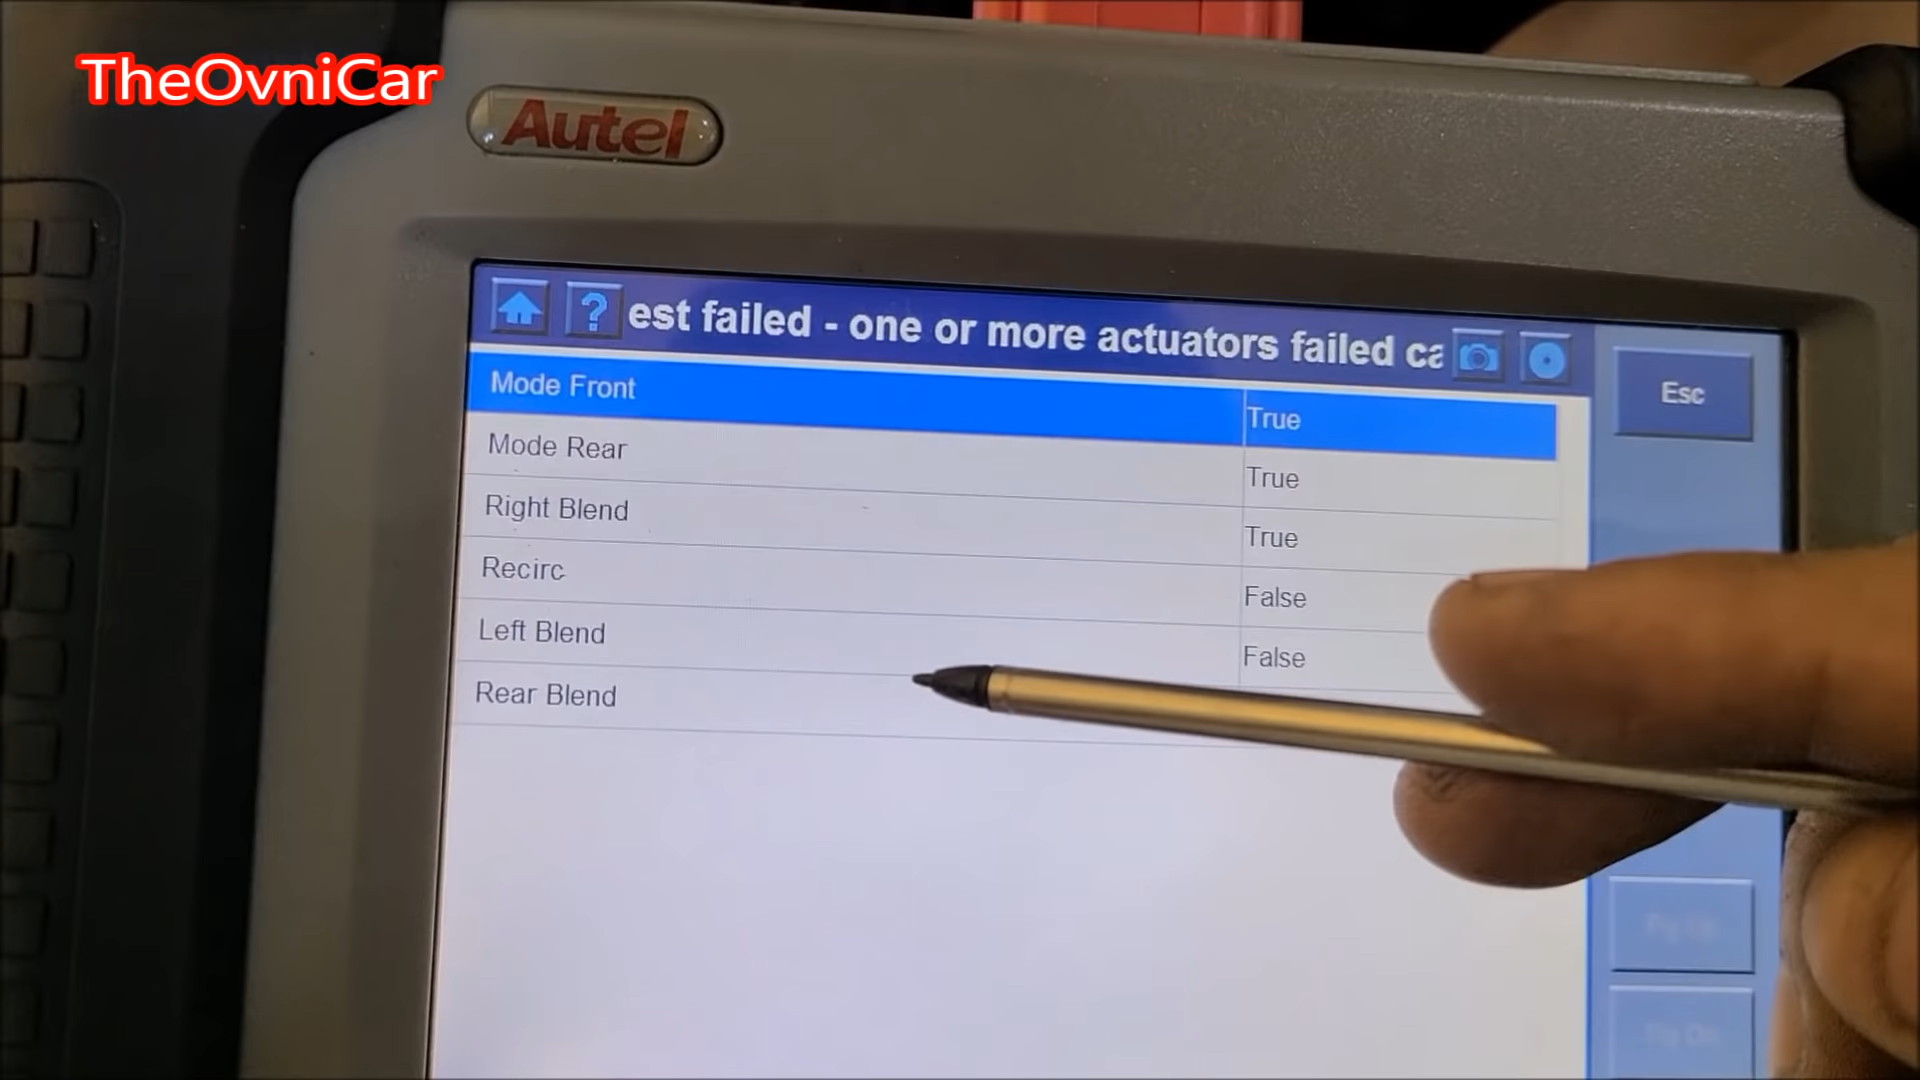 TheOvniCar
Autel
est failed - one or more actuators failed ca
Esc
Mode Front True
Mode Rear True
Right Blend True
Recirc False
Left Blend False
Rear Blend